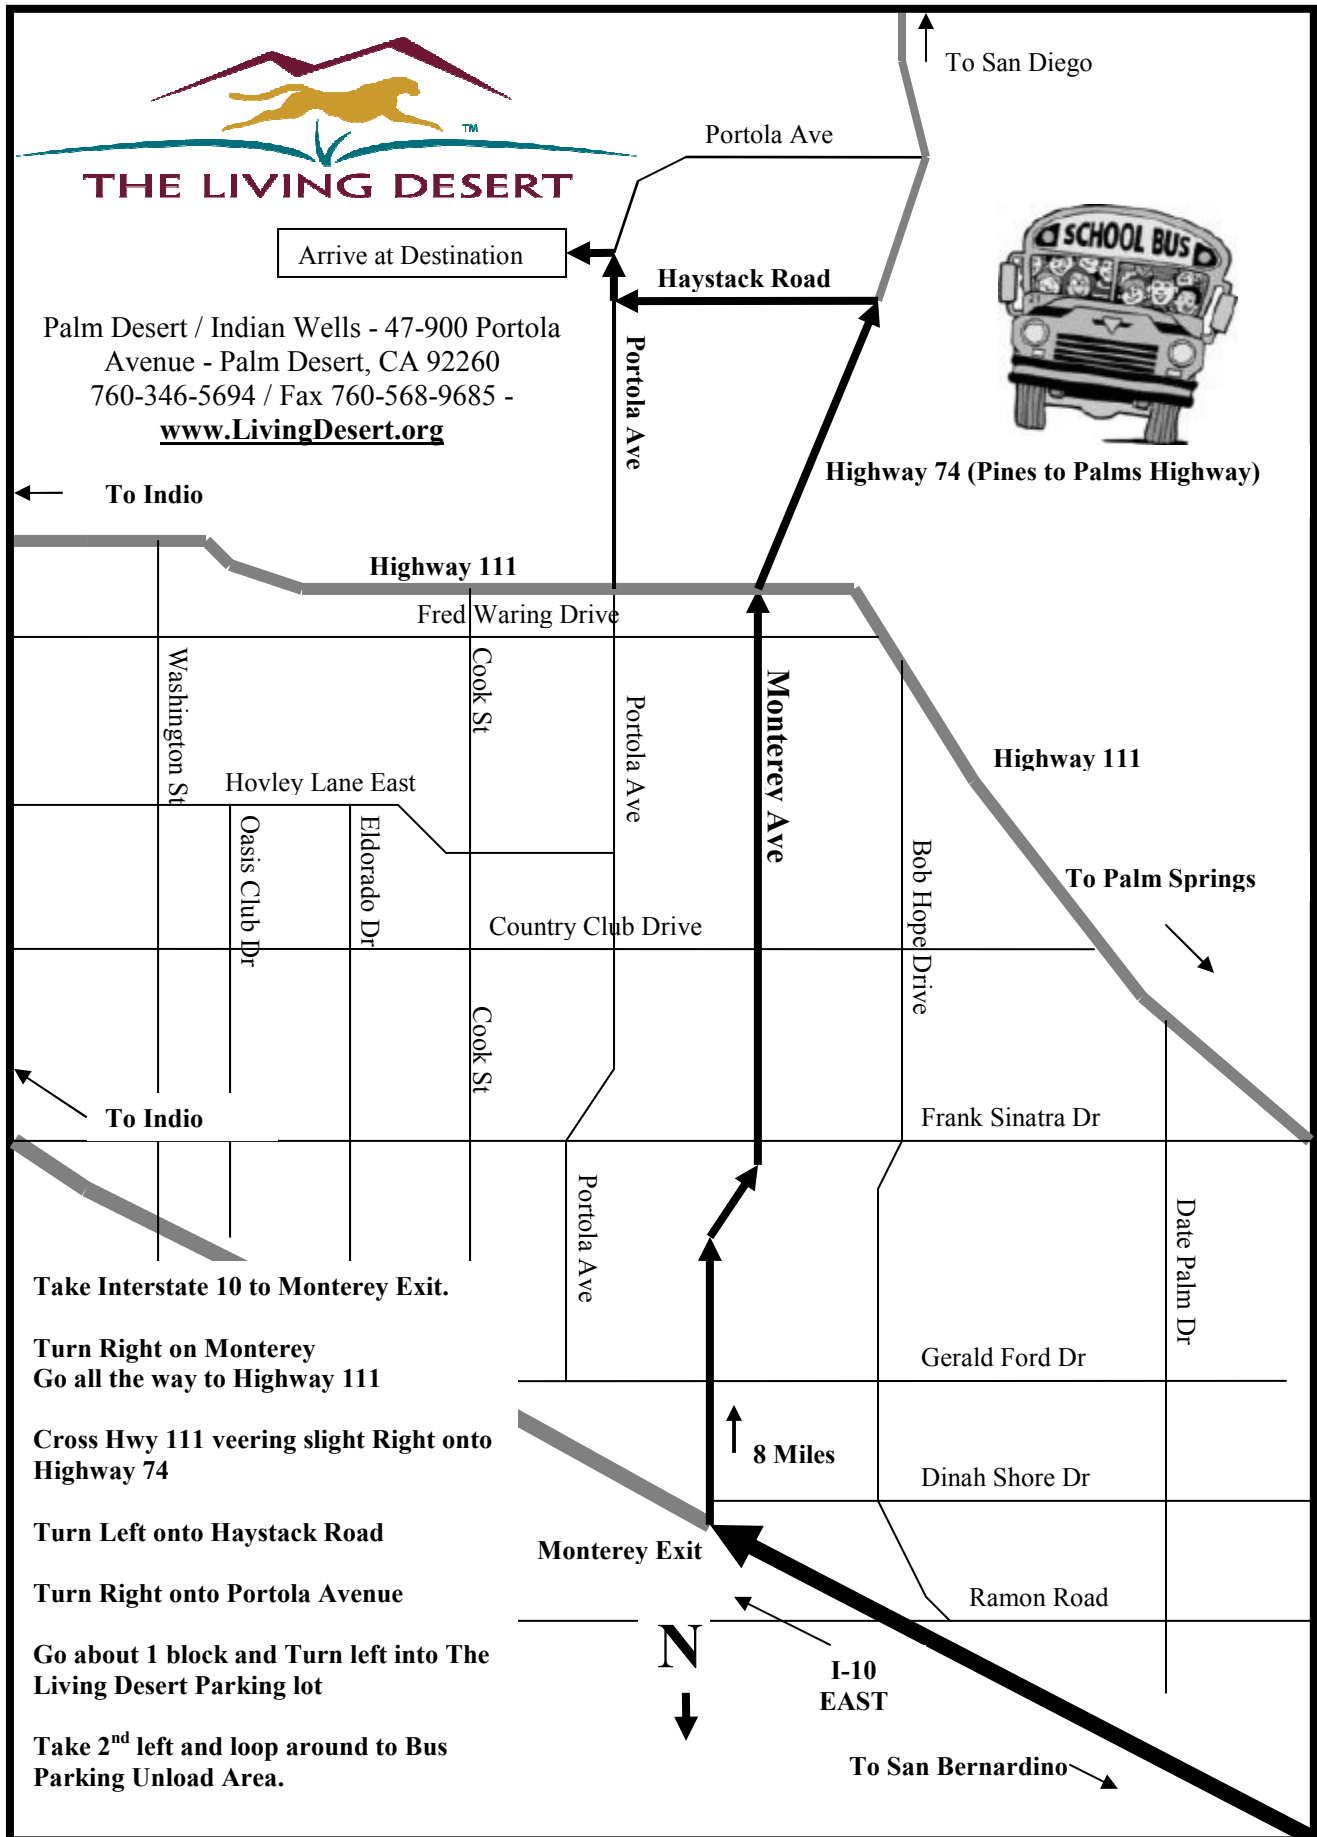 To San Diego
Portola Ave
TM
THE LIVING DESERT
SCHOOL BUS
Arrive at Destination
Haystack Road
Palm Desert / Indian Wells - 47-900 Portola
Avenue - Palm Desert, CA 92260
760-346-5694 / Fax 760-568-9685 -
www.LivingDesert.org
Portola Ave
Highway 74 (Pines to Palms Highway)
To Indio
Highway 111
Fred Waring Drive
Washington St
Cook St
Portola Ave
Monterey Ave
Highway 111
Hovley Lane East
Oasis Club Dr
Eldorado Dr
Bob Hope Drive
To Palm Springs
Country Club Drive
Cook St
To Indio
Frank Sinatra Dr
Portola Ave
Date Palm Dr
Take Interstate 10 to Monterey Exit.
Turn Right on Monterey
Go all the way to Highway 111
Cross Hwy 111 veering slight Right onto
Highway 74
Turn Left onto Haystack Road
Turn Right onto Portola Avenue
Go about 1 block and Turn left into The
Living Desert Parking lot
Take 2nd left and loop around to Bus
Parking Unload Area.
Gerald Ford Dr
8 Miles
Dinah Shore Dr
Monterey Exit
Ramon Road
N
I-10
EAST
To San Bernardino